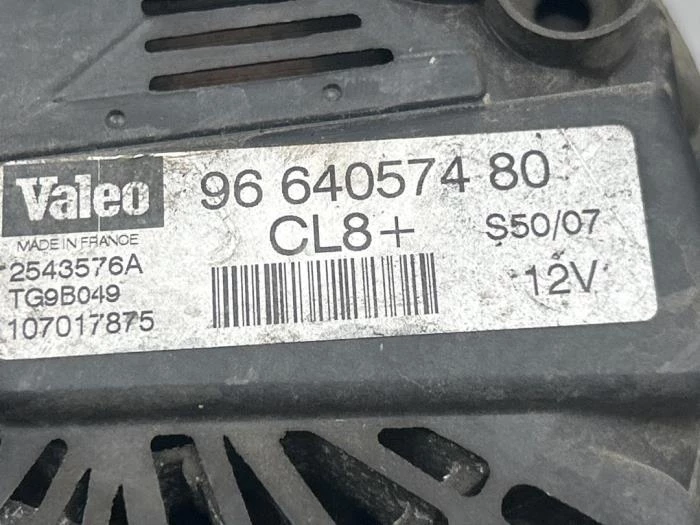 Valeo
MADE IN FRANCE
2543576A
TG9B049
107017875
96 640574 80
CL8+
S50/07
12V